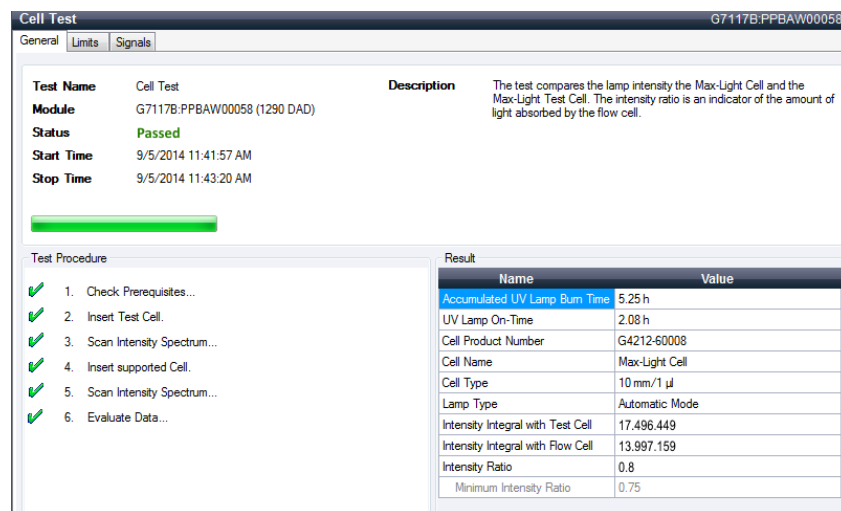 Cell Test G7117B:PPBAW00058
General Limits Signals
Test Name Cell Test
Module G7117B:PPBAW00058 (1290 DAD)
Status Passed
Start Time 9/5/2014 11:41:57 AM
Stop Time 9/5/2014 11:43:20 AM
Description The test compares the lamp intensity the Max-Light Cell and the
Max-Light Test Cell. The intensity ratio is an indicator of the amount of
light absorbed by the flow cell.
Test Procedure
1. Check Prerequisites...
2. Insert Test Cell.
3. Scan Intensity Spectrum...
4. Insert supported Cell.
5. Scan Intensity Spectrum...
6. Evaluate Data...
Result
Name Value
Accumulated UV Lamp Burn Time 5.25 h
UV Lamp On-Time 2.08 h
Cell Product Number G4212-60008
Cell Name Max-Light Cell
Cell Type 10 mm/1 µl
Lamp Type Automatic Mode
Intensity Integral with Test Cell 17.496.449
Intensity Integral with Flow Cell 13.997.159
Intensity Ratio 0.8
Minimum Intensity Ratio 0.75